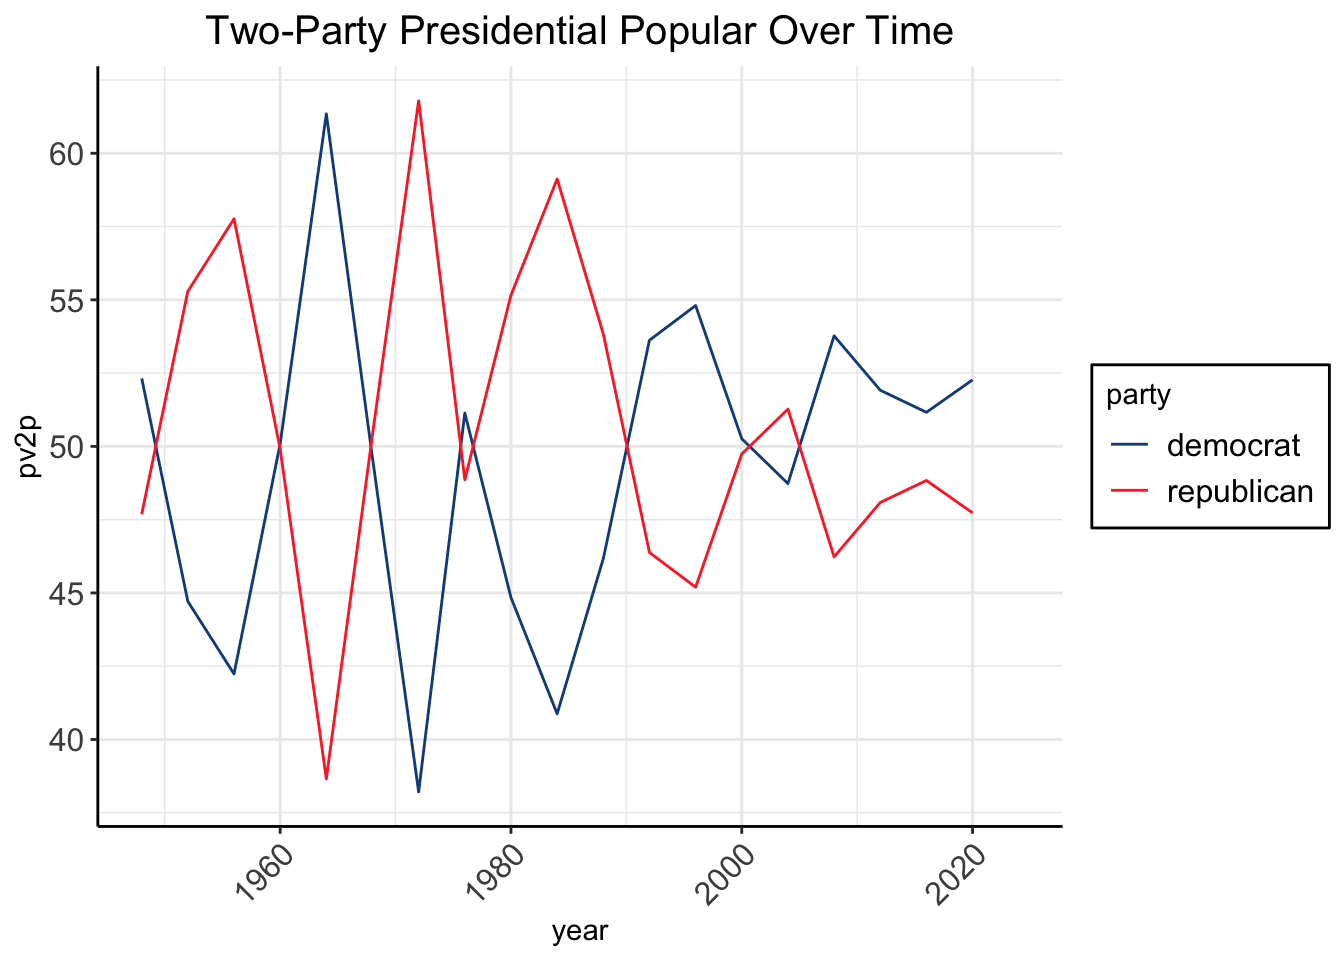 Two-Party Presidential Popular Over Time
60
55
50
45
40
pv2p
1960
1980
2000
2020
year
party
democrat
republican